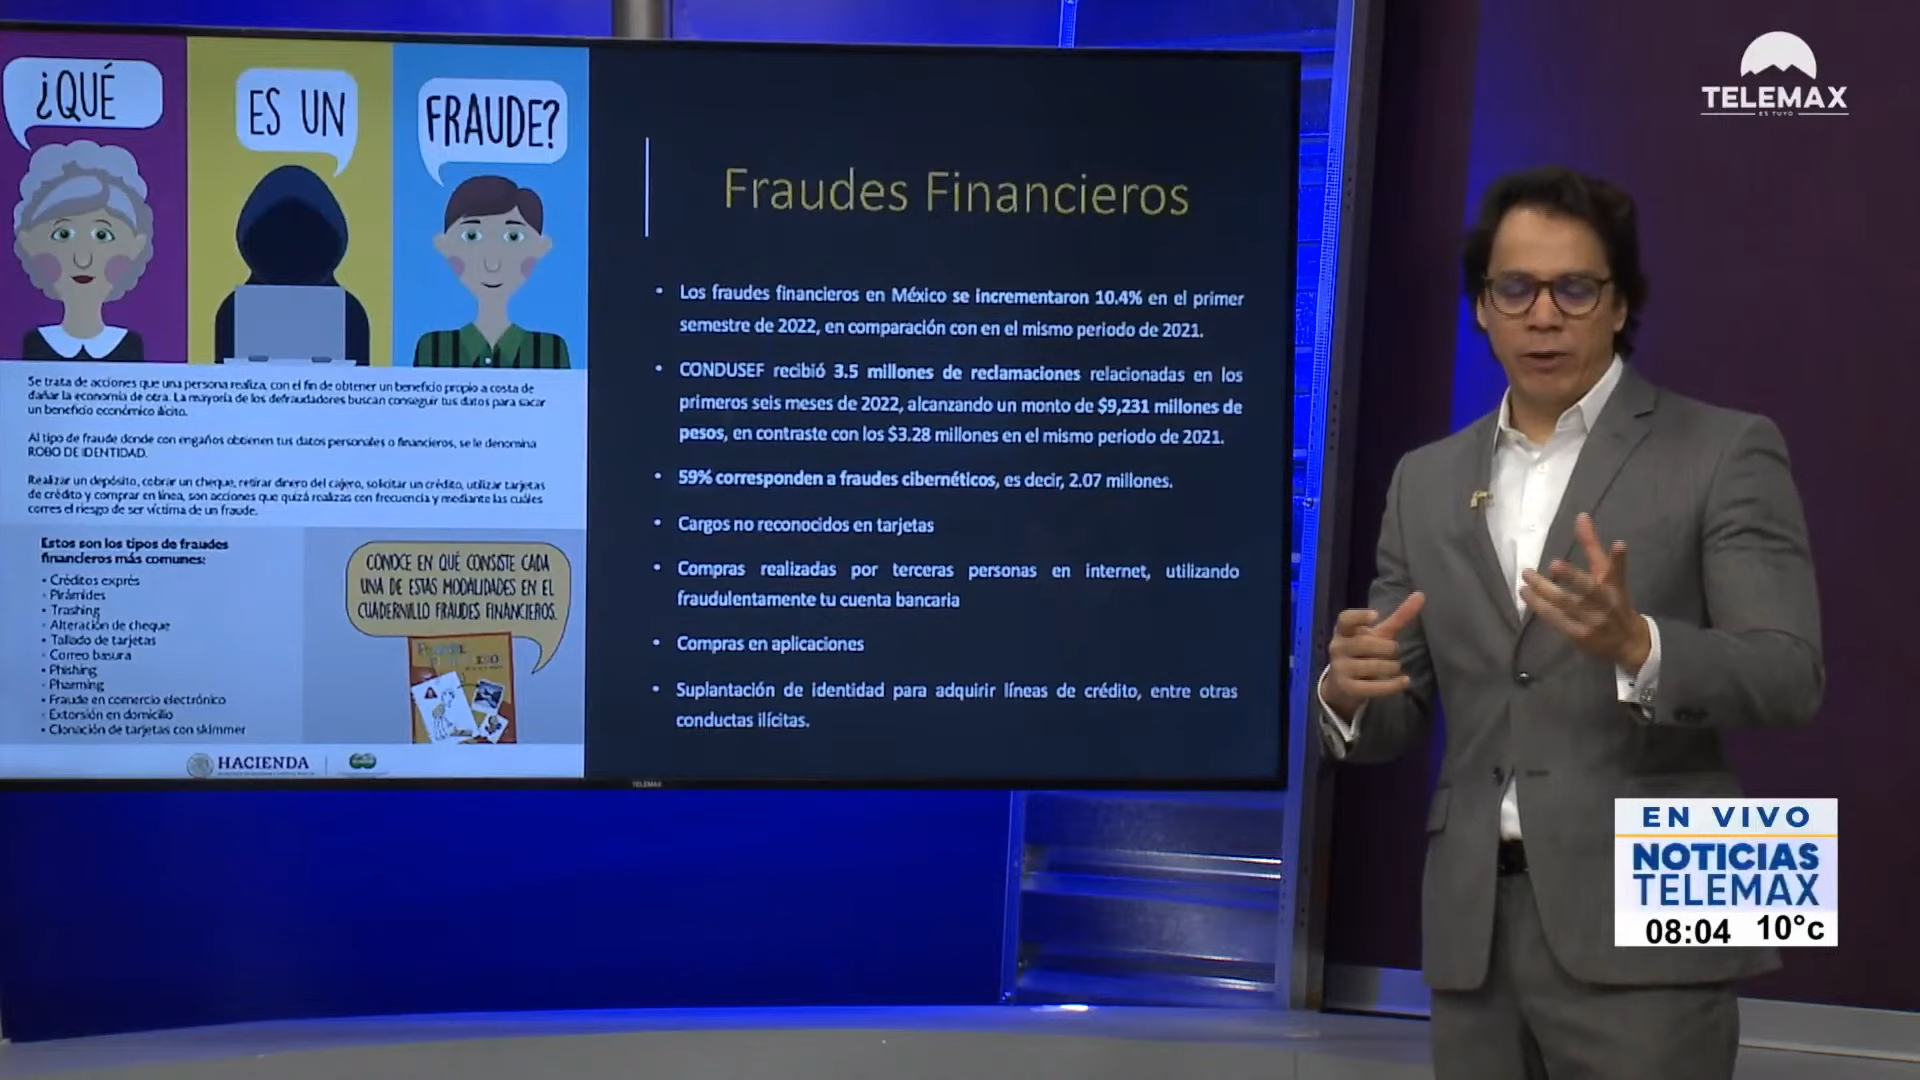 ¿QUÉ
ES UN
FRAUDE?
Se trata de acciones que una persona realiza, con el fin de obtener un beneficio propio a costa de
dañar la economía de otra. La mayoría de los defraudadores buscan conseguir tus datos para sacar
un beneficio económico ilícito.
Al tipo de fraude donde con engaños obtienen tus datos personales o financieros, se le denomina
ROBO DE IDENTIDAD.
Realizar un depósito, cobrar un cheque, retirar dinero del cajero, solicitar un crédito, utilizar tarjetas
de crédito y comprar en línea, son acciones que quizá realizas con frecuencia y mediante las cuáles
corres el riesgo de ser víctima de un fraude.
Estos son los tipos de fraudes
financieros más comunes:
• Créditos exprés
• Pirámides
• Trashing
• Alteración de cheque
• Tallado de tarjetas
• Correo basura
• Phishing
• Pharming
• Fraude en comercio electrónico
• Extorsión en domicilio
• Clonación de tarjetas con skimmer
CONOCE EN QUÉ CONSISTE CADA
UNA DE ESTAS MODALIDADES EN EL
CUADERNILLO FRAUDES FINANCIEROS.
HACIENDA
Fraudes Financieros
• Los fraudes financieros en México se incrementaron 10.4% en el primer
semestre de 2022, en comparación con en el mismo periodo de 2021.
• CONDUSEF recibió 3.5 millones de reclamaciones relacionadas en los
primeros seis meses de 2022, alcanzando un monto de $9,231 millones de
pesos, en contraste con los $3.28 millones en el mismo periodo de 2021.
• 59% corresponden a fraudes cibernéticos, es decir, 2.07 millones.
• Cargos no reconocidos en tarjetas
• Compras realizadas por terceras personas en internet, utilizando
fraudulentamente tu cuenta bancaria
• Compras en aplicaciones
• Suplantación de identidad para adquirir líneas de crédito, entre otras
conductas ilícitas.
TELEMAX
TELEMAX
ES TUYO
EN VIVO
NOTICIAS
TELEMAX
08:04 10°c